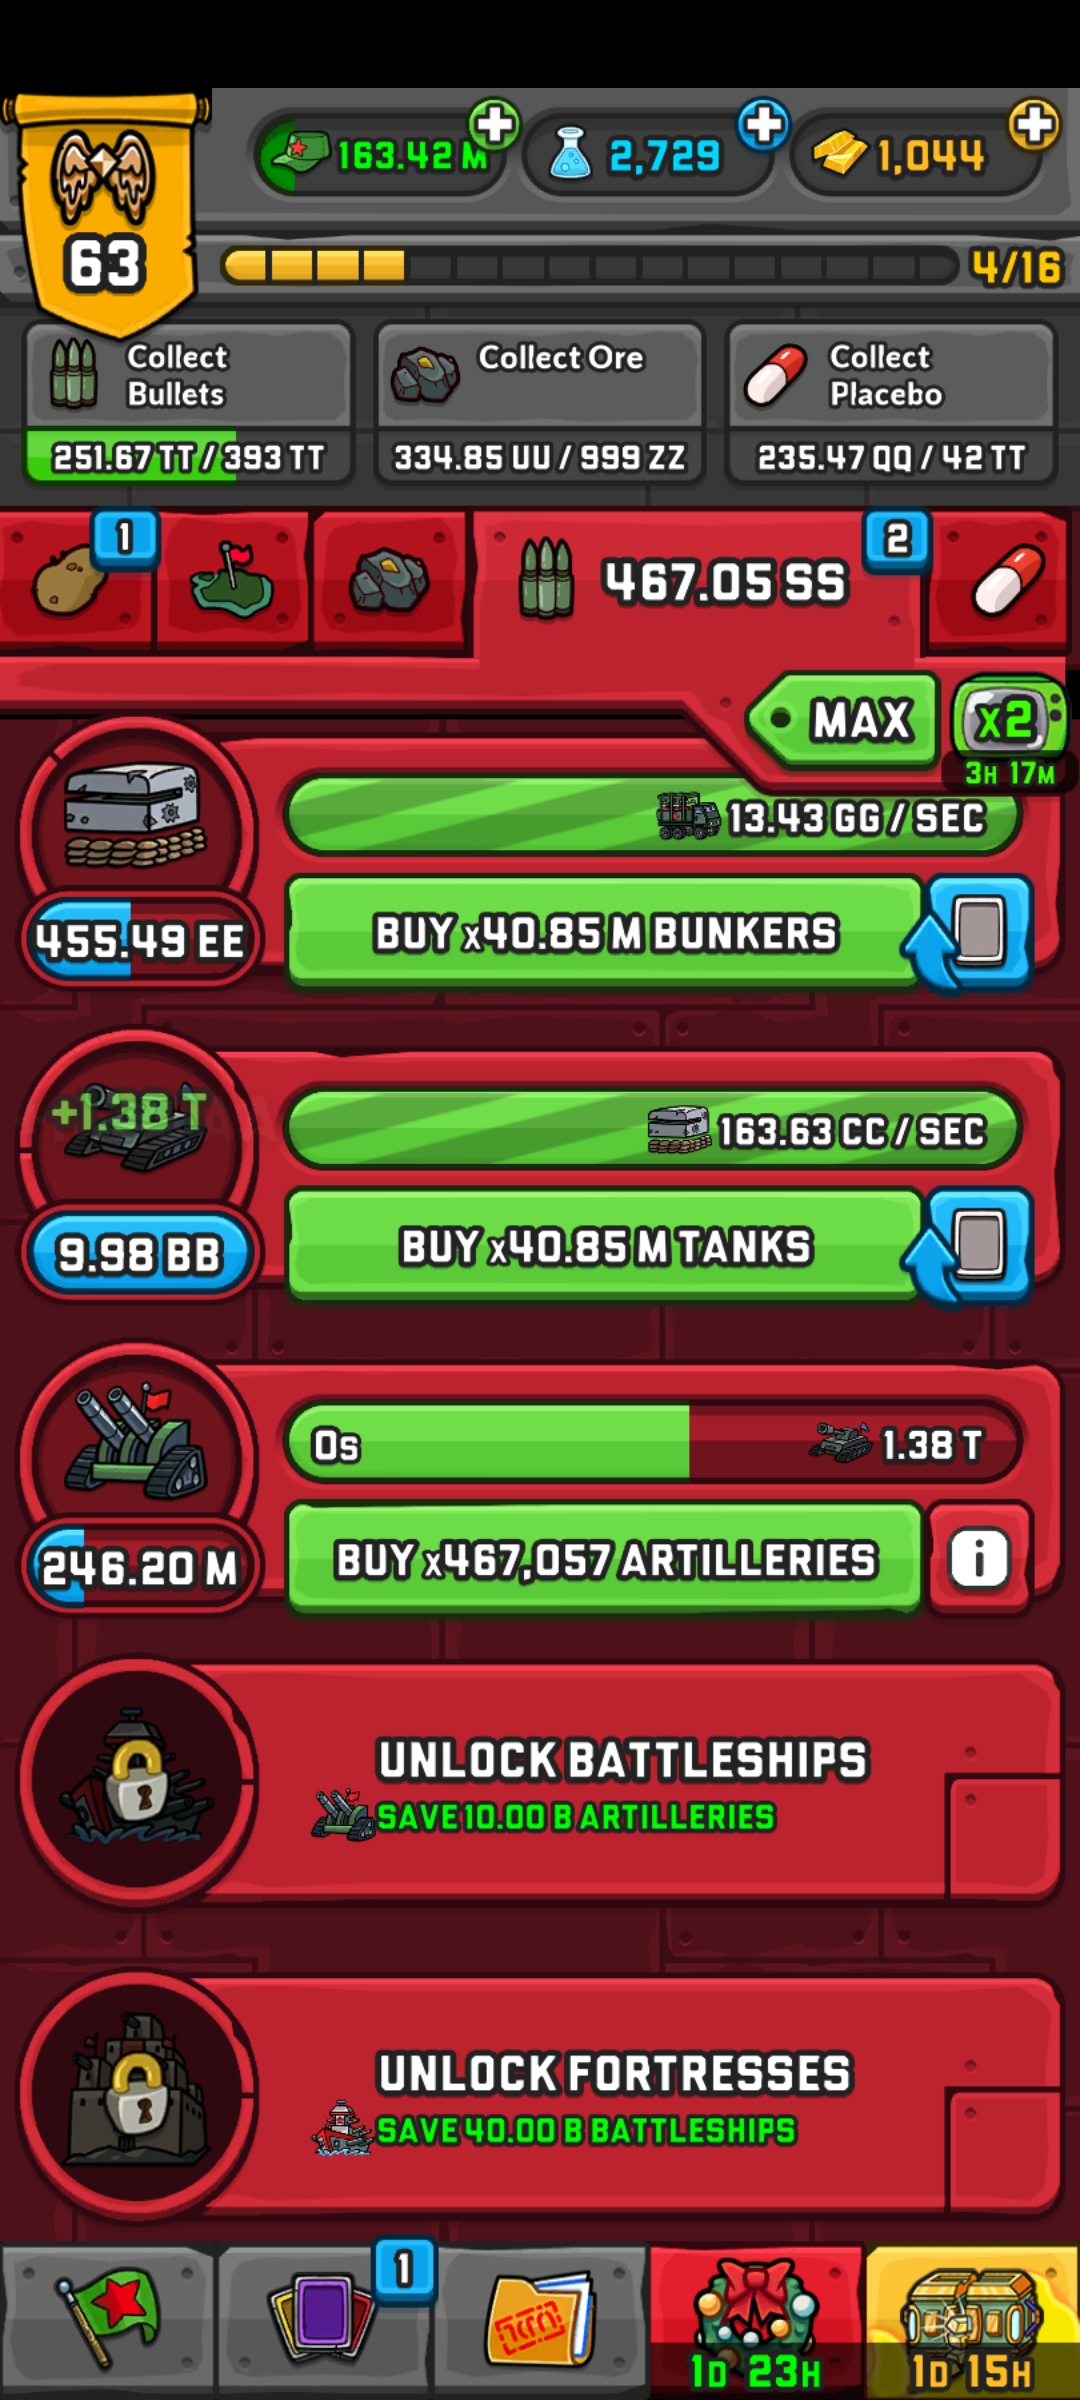 163.42 M
2,729
1,044
63
4/16
Collect
Bullets
251.67 TT / 393 TT
Collect Ore
334.85 UU / 999 ZZ
Collect
Placebo
235.47 QQ / 42 TT
1
467.05 SS
2
MAX
x2
3H 17M
13.43 GG / SEC
455.49 EE
BUY x40.85 M BUNKERS
+1.38 T
163.63 CC / SEC
9.98 BB
BUY x40.85 M TANKS
0s
1.38 T
246.20 M
BUY x467,057 ARTILLERIES
i
UNLOCK BATTLESHIPS
SAVE 10.00 B ARTILLERIES
UNLOCK FORTRESSES
SAVE 40.00 B BATTLESHIPS
1
1D 23H
1D 15H